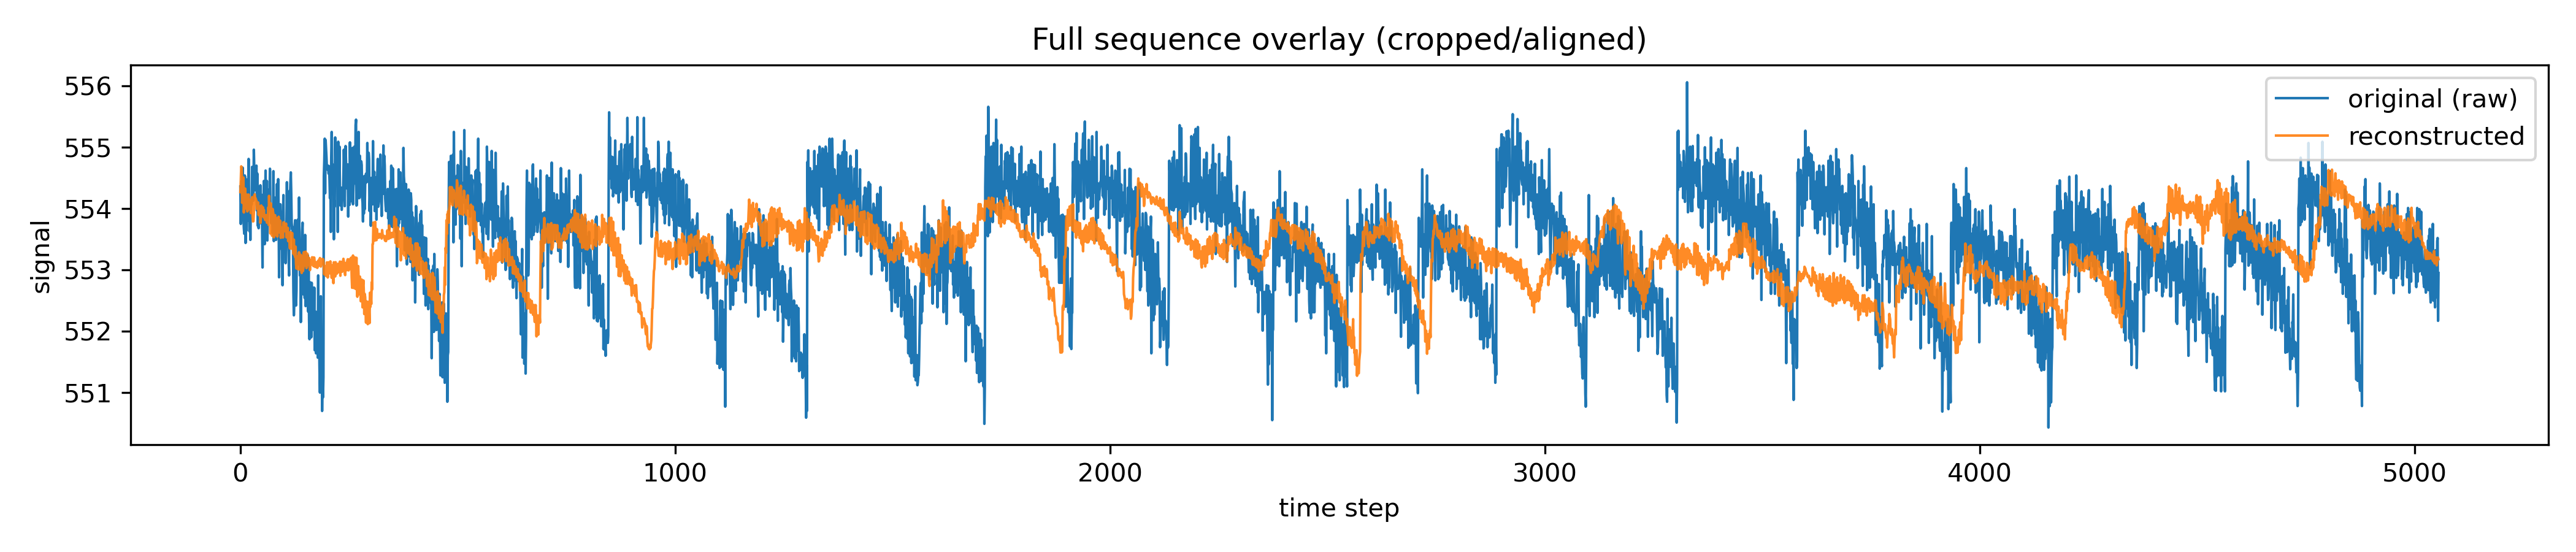 Full sequence overlay (cropped/aligned)
556
555
554
553
552
551
signal
original (raw)
reconstructed
0
1000
2000
3000
4000
5000
time step